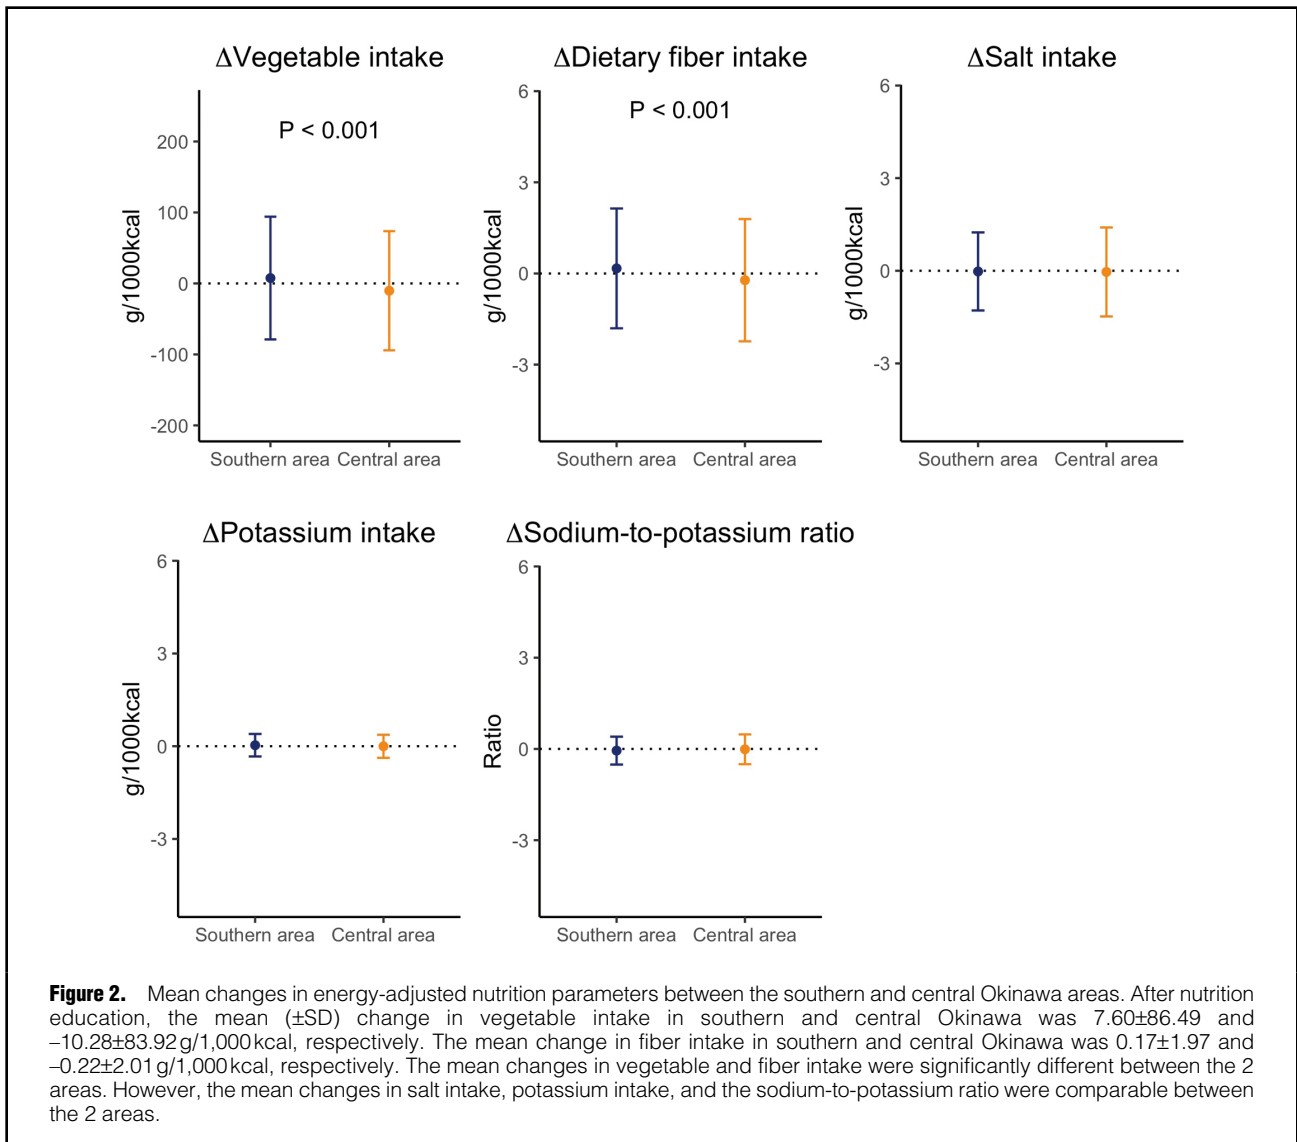 ΔVegetable intake
P < 0.001
g/1000kcal
200
100
0
-100
-200
Southern area Central area
ΔDietary fiber intake
P < 0.001
g/1000kcal
6
3
0
-3
Southern area Central area
ΔSalt intake
g/1000kcal
6
3
0
-3
Southern area Central area
ΔPotassium intake
g/1000kcal
6
3
0
-3
Southern area Central area
ΔSodium-to-potassium ratio
Ratio
6
3
0
-3
Southern area Central area
Figure 2. Mean changes in energy-adjusted nutrition parameters between the southern and central Okinawa areas. After nutrition
education, the mean (±SD) change in vegetable intake in southern and central Okinawa was 7.60±86.49 and
–10.28±83.92 g/1,000 kcal, respectively. The mean change in fiber intake in southern and central Okinawa was 0.17±1.97 and
–0.22±2.01 g/1,000 kcal, respectively. The mean changes in vegetable and fiber intake were significantly different between the 2
areas. However, the mean changes in salt intake, potassium intake, and the sodium-to-potassium ratio were comparable between
the 2 areas.